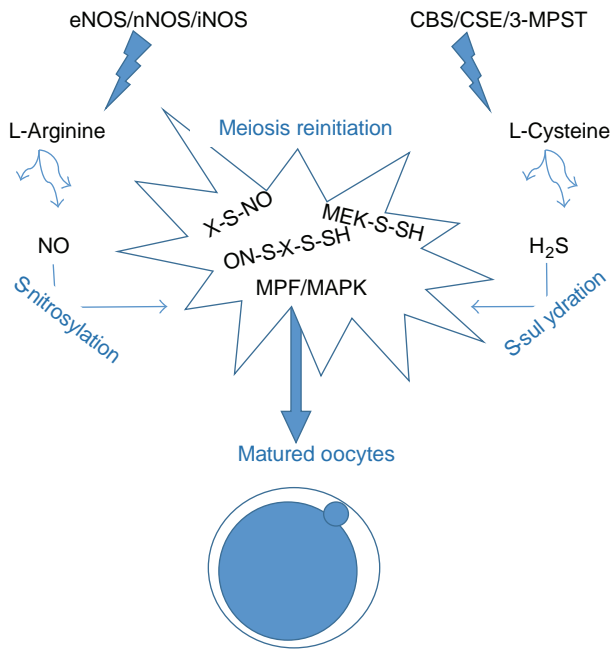 eNOS/nNOS/iNOS
CBS/CSE/3-MPST
L-Arginine
Meiosis reinitiation
L-Cysteine
X-S-NO
MEK-S-SH
ON-S-X-S-SH
NO
H₂S
MPF/MAPK
S-nitrosylation
S-sul ydration
Matured oocytes